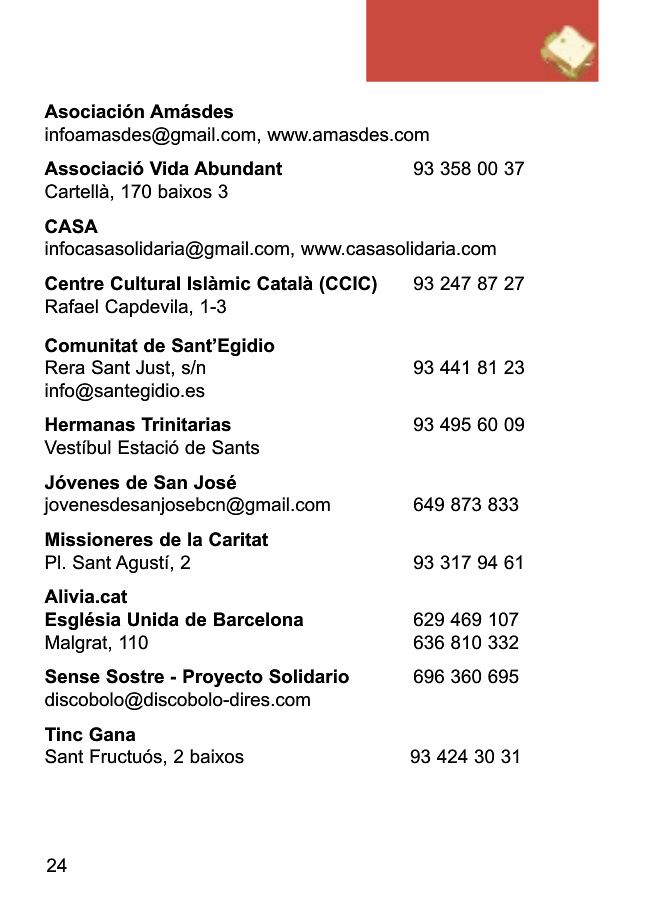 Asociación Amásdes
infoamasdes@gmail.com, www.amasdes.com
Associació Vida Abundant 93 358 00 37
Cartellà, 170 baixos 3
CASA
infocasasolidaria@gmail.com, www.casasolidaria.com
Centre Cultural Islàmic Català (CCIC) 93 247 87 27
Rafael Capdevila, 1-3
Comunitat de Sant’Egidio
Rera Sant Just, s/n 93 441 81 23
info@santegidio.es
Hermanas Trinitarias 93 495 60 09
Vestíbul Estació de Sants
Jóvenes de San José
jovenesdesanjosebcn@gmail.com 649 873 833
Missioneres de la Caritat
Pl. Sant Agustí, 2 93 317 94 61
Alivia.cat
Església Unida de Barcelona 629 469 107
Malgrat, 110 636 810 332
Sense Sostre - Proyecto Solidario 696 360 695
discobolo@discobolo-dires.com
Tinc Gana
Sant Fructuós, 2 baixos 93 424 30 31
24